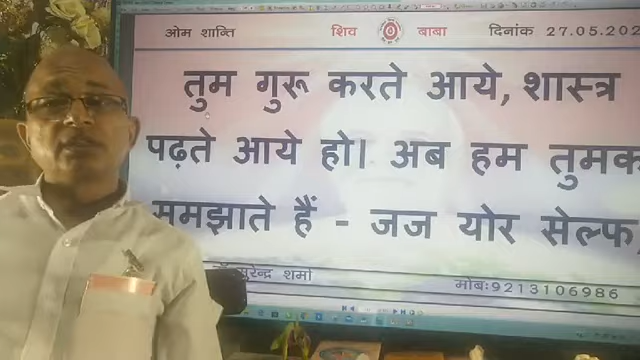 ओम शान्ति शिव बाबा दिनांक 27.05.202
तुम गुरू करते आये, शास्त्र
पढ़ते आये हो। अब हम तुमक
समझाते हैं - जज योर सेल्फ,
सुरेन्द्र शर्मा मोबः9213106986